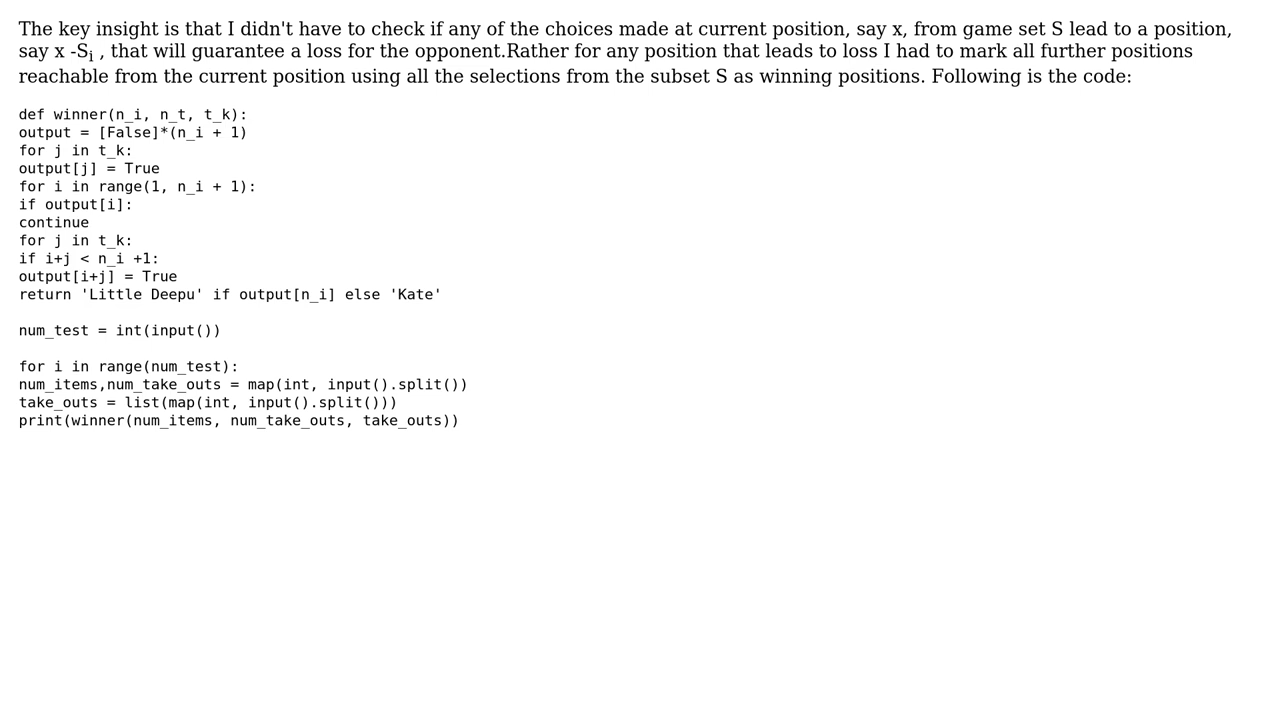 The key insight is that I didn't have to check if any of the choices made at current position, say x, from game set S lead to a position,
say x -Si , that will guarantee a loss for the opponent.Rather for any position that leads to loss I had to mark all further positions
reachable from the current position using all the selections from the subset S as winning positions. Following is the code:
def winner(n_i, n_t, t_k):
output = [False]*(n_i + 1)
for j in t_k:
output[j] = True
for i in range(1, n_i + 1):
if output[i]:
continue
for j in t_k:
if i+j < n_i +1:
output[i+j] = True
return 'Little Deepu' if output[n_i] else 'Kate'
num_test = int(input())
for i in range(num_test):
num_items,num_take_outs = map(int, input().split())
take_outs = list(map(int, input().split()))
print(winner(num_items, num_take_outs, take_outs))